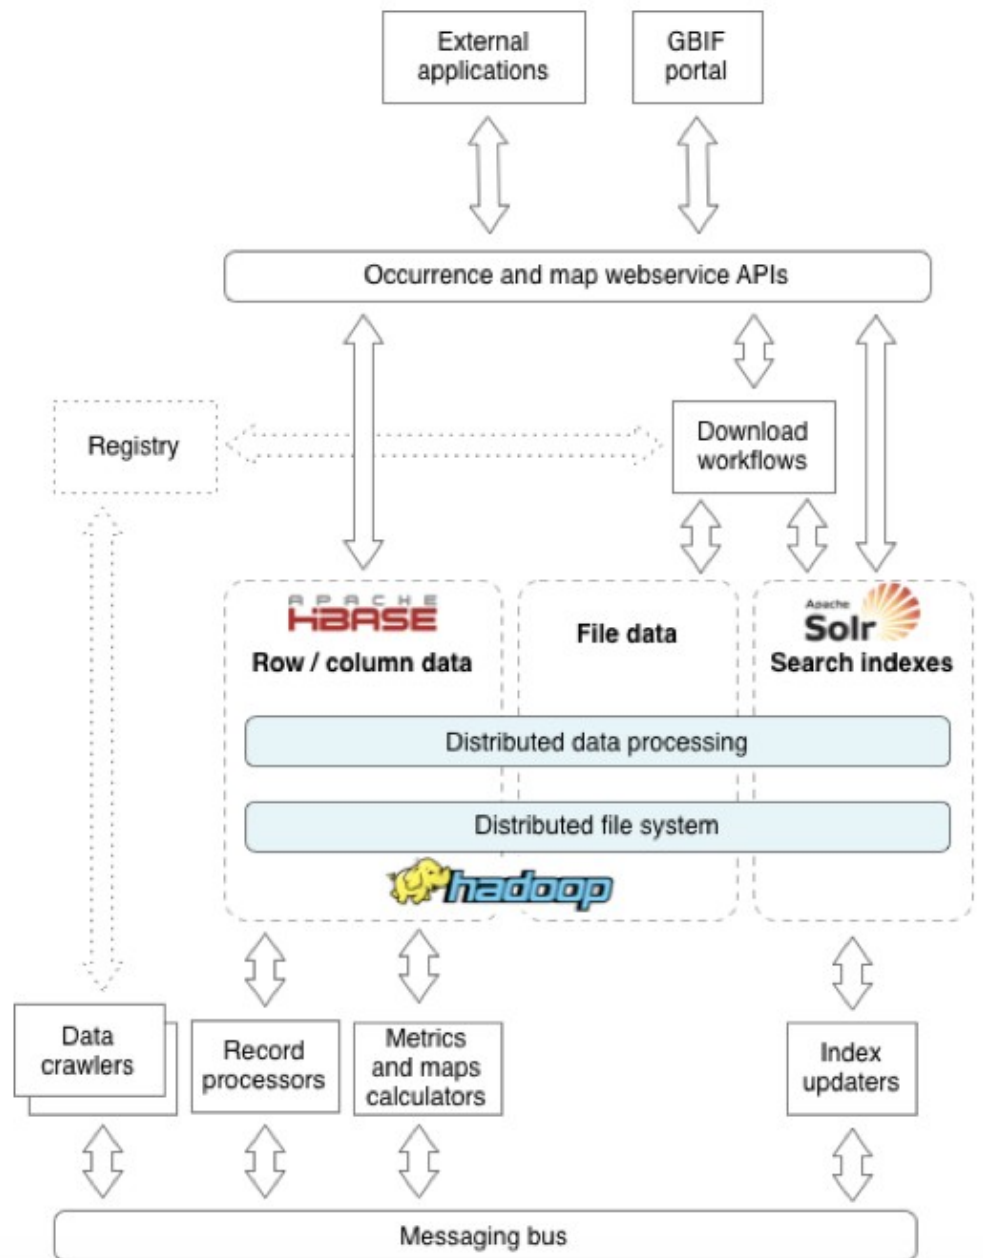 External
applications
GBIF
portal
Occurrence and map webservice APIs
Registry
Download
workflows
APACHE
HBASE
Row / column data
File data
Apache
Solr
Search indexes
Distributed data processing
Distributed file system
hadoop
Data
crawlers
Record
processors
Metrics
and maps
calculators
Index
updaters
Messaging bus